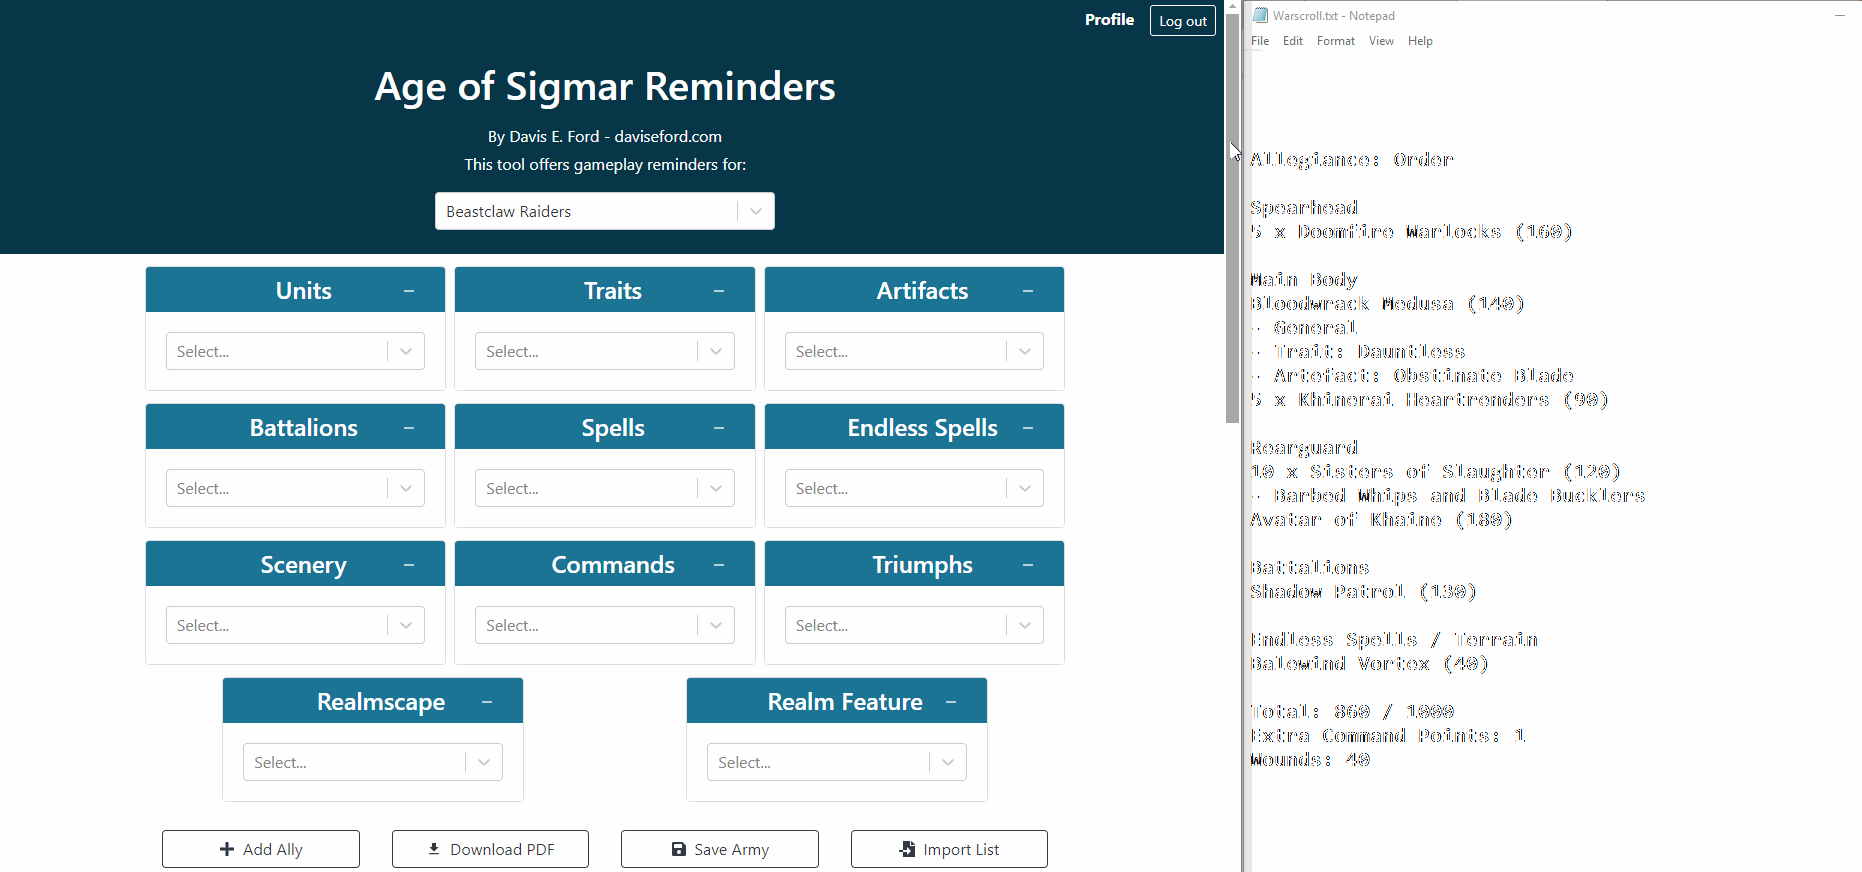 Profile
Log out
Age of Sigmar Reminders
By Davis E. Ford - daviseford.com
This tool offers gameplay reminders for:
Beastclaw Raiders
Units
Traits
Artifacts
Select...
Select...
Select...
Battalions
Spells
Endless Spells
Select...
Select...
Select...
Scenery
Commands
Triumphs
Select...
Select...
Select...
Realmscape
Realm Feature
Select...
Select...
Add Ally
Download PDF
Save Army
Import List
Warscroll.txt - Notepad
File Edit Format View Help
Allegiance: Order
Spearhead
5 x Doomfire Warlocks (160)
Main Body
Bloodwrack Medusa (140)
- General
- Trait: Dauntless
- Artefact: Obstinate Blade
5 x Khinerai Heartrenders (90)
Rearguard
10 x Sisters of Slaughter (120)
- Barbed Whips and Blade Bucklers
Avatar of Khaine (180)
Battalions
Shadow Patrol (130)
Endless Spells / Terrain
Balewind Vortex (40)
Total: 860 / 1000
Extra Command Points: 1
Wounds: 40